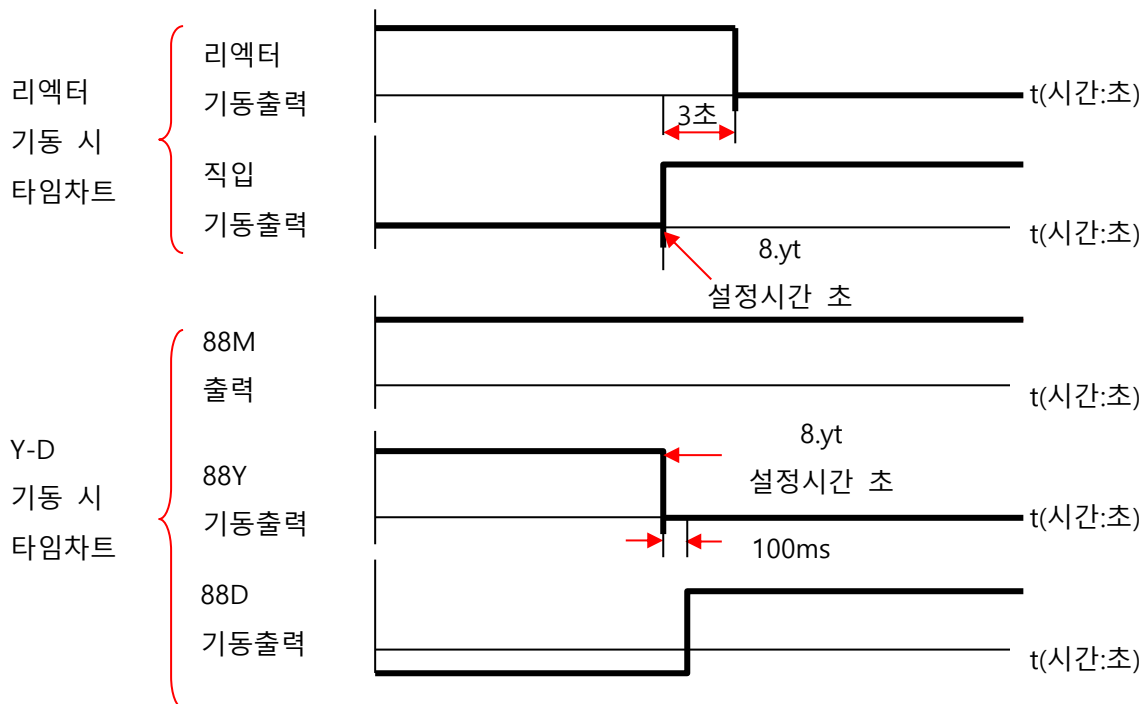 리엑터
기동 시
타임차트
리엑터
기동출력
t(시간:초)
3초
직입
기동출력
t(시간:초)
8.yt
설정시간 초
Y-D
기동 시
타임차트
88M
출력
t(시간:초)
88Y
기동출력
8.yt
설정시간 초
t(시간:초)
100ms
88D
기동출력
t(시간:초)